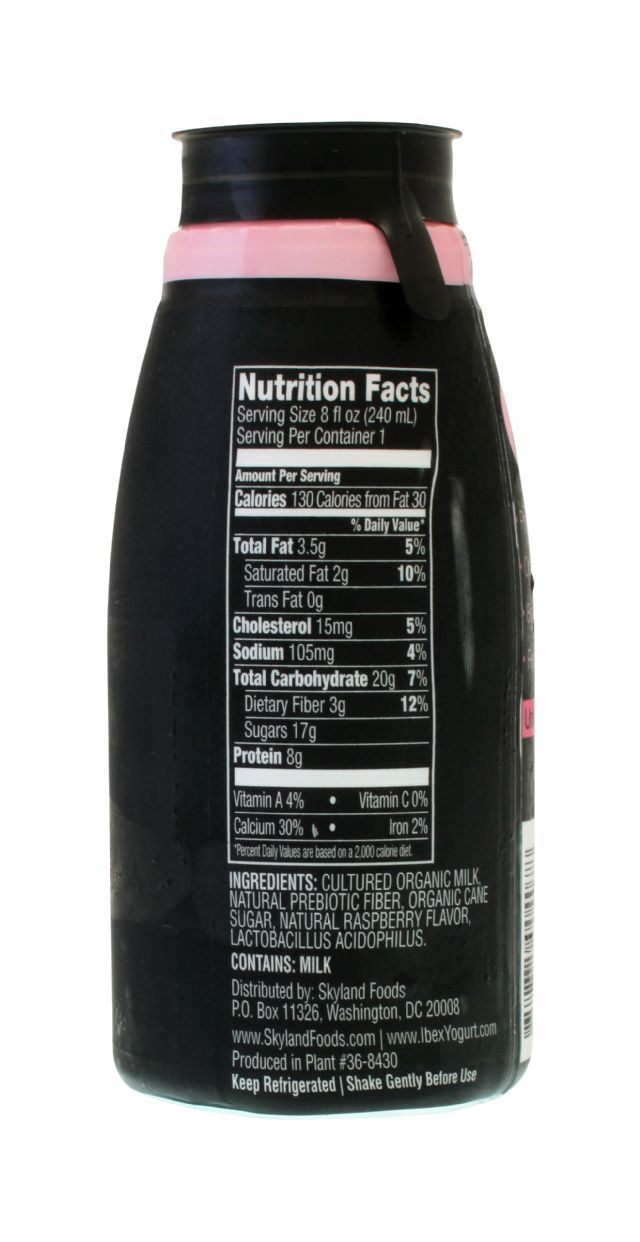 Nutrition Facts
Serving Size 8 fl oz (240 mL)
Serving Per Container 1
Amount Per Serving
Calories 130 Calories from Fat 30
% Daily Value*
Total Fat 3.5g 5%
Saturated Fat 2g 10%
Trans Fat 0g
Cholesterol 15mg 5%
Sodium 105mg 4%
Total Carbohydrate 20g 7%
Dietary Fiber 3g 12%
Sugars 17g
Protein 8g
Vitamin A 4% • Vitamin C 0%
Calcium 30% • Iron 2%
*Percent Daily Values are based on a 2,000 calorie diet.
INGREDIENTS: CULTURED ORGANIC MILK,
NATURAL PREBIOTIC FIBER, ORGANIC CANE
SUGAR, NATURAL RASPBERRY FLAVOR,
LACTOBACILLUS ACIDOPHILUS.
CONTAINS: MILK
Distributed by: Skyland Foods
P.O. Box 11326, Washington, DC 20008
www.SkylandFoods.com | www.IbexYogurt.com
Produced in Plant #36-8430
Keep Refrigerated | Shake Gently Before Use